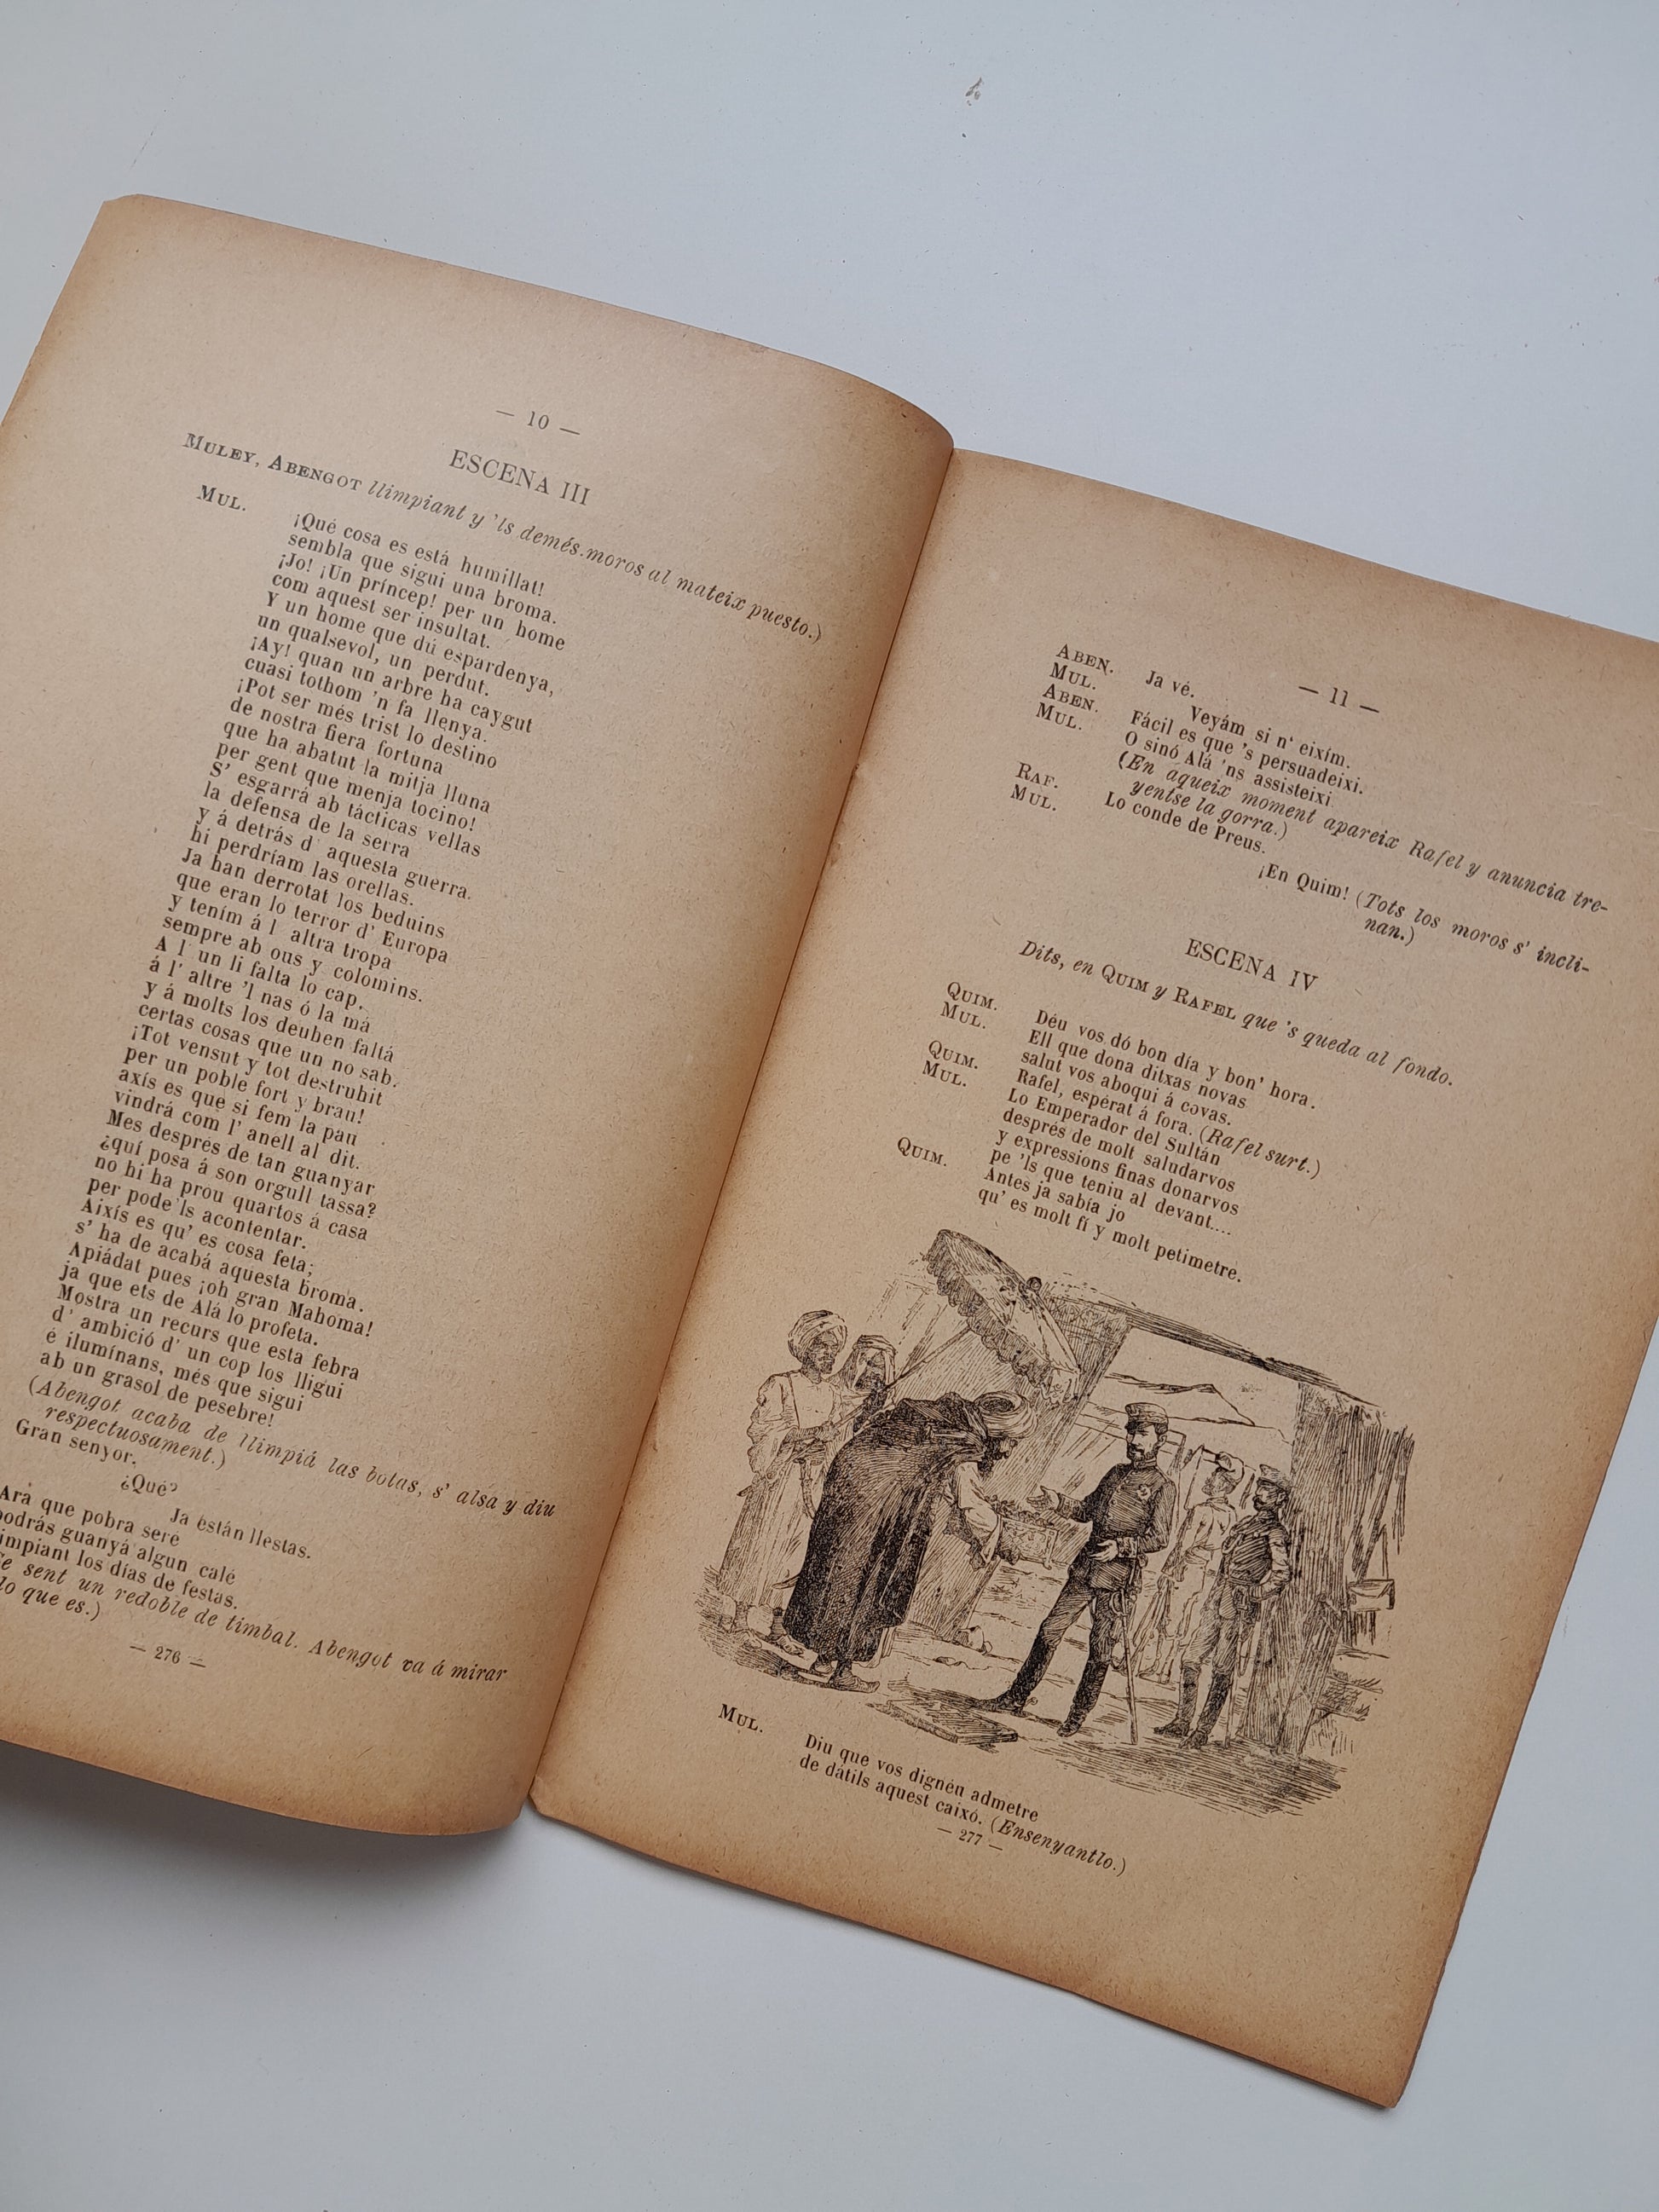 — 10 —
ESCENA III
MULEY, ABENGOT llimpiant y 'ls demés moros al mateix puesto.)
MUL. ¡Qué cosa es está humillat!
sembla que sigui una broma.
¡Jo! ¡Un príncep! per un home
com aquest ser insultat.
Y un home que dú espardenya,
un qualsevol, un perdut.
¡Ay! quan un arbre ha caygut
cuasi tothom 'n fa llenya.
¡Pot ser més trist lo destino
de nostra fiera fortuna
que ha abatut la mitja lluna
per gent que menja tocino!
S' esgarrá ab tácticas vellas
la defensa de la serra
y á detrás d' aquesta guerra.
hi perdríam las orellas.
Ja han derrotat los beduins
que eran lo terror d' Europa
y tením á l' altra tropa
sempre ab ous y colomins.
A l' un li falta lo cap.
á l' altre 'l nas ó la má
y á molts los deuben faltá
certas cosas que un no sab.
¡Tot vensut y tot destruhit
per un poble fort y brau!
axís es que si fem la pau
vindrá com l' anell al dit.
Mes després de tan guanyar
¿quí posa á son orgull tassa?
no hi ha prou quartos á casa
per pode'ls acontentar.
Aixís es qu' es cosa feta;
s' ha de acabá aquesta broma.
Apiádat pues ¡oh gran Mahoma!
ja que ets de Alá lo profeta.
Mostra un recurs que esta febra
d' ambició d' un cop los lligui
é ilumínans, més que sigui
ab un grasol de pesebre!
(Abengot acaba de llimpiá las botas, s' alsa y diu
respectuosament.)
Gran senyor.
¿Qué?
Ja están llestas.
Ara que pobra seré
podrás guanyá algun calé
impiant los días de festas.
Se sent un redoble de timbal. Abengot va á mirar
lo que es.)
— 276 —
— 11 —
ABEN. Ja vé.
MUL. Veyám si n' eixím.
ABEN. Fácil es que 's persuadeixi.
MUL. O sinó Alá 'ns assisteixi
(En aqueix moment apareix Rafel y anuncia tre-
yentse la gorra.)
RAF. Lo conde de Preus.
MUL. ¡En Quim! (Tots los moros s' incli-
nan.)
ESCENA IV
Dits, en QUIM y RAFEL que 's queda al fondo.
QUIM. Déu vos dó bon día y bon' hora.
MUL. Ell que dona ditxas novas
salut vos aboqui á covas.
QUIM. Rafel, espérat á fora. (Rafel surt.)
MUL. Lo Emperador del Sultán
després de molt saludarvos
y expressions finas donarvos
pe 'ls que teniu al devant....
QUIM. Antes ja sabía jo
qu' es molt fí y molt petimetre.
MUL. Diu que vos dignéu admetre
de dátils aquest caixó. (Ensenyantlo.)
— 277 —